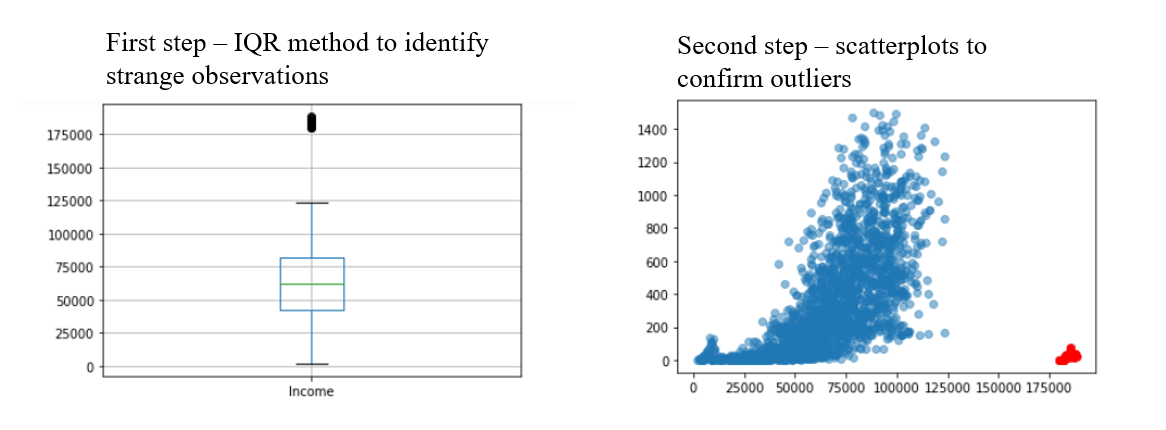 First step – IQR method to identify
strange observations
175000
150000
125000
100000
75000
50000
25000
0
Income
Second step – scatterplots to
confirm outliers
1400
1200
1000
800
600
400
200
0
0 25000 50000 75000 100000 125000 150000 175000